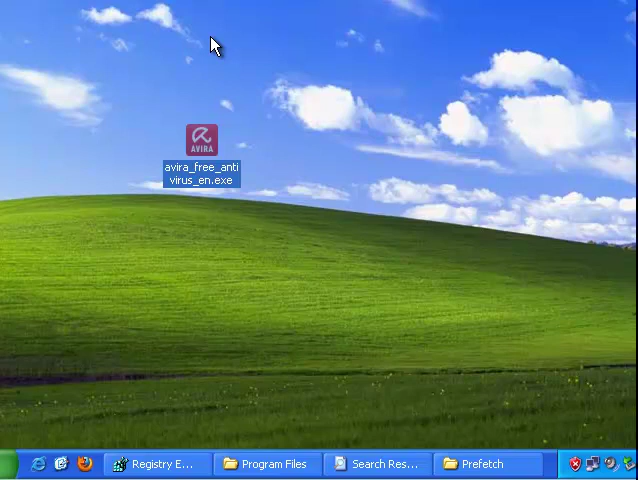 AVIRA
avira_free_anti
virus_en.exe
Registry E...
Program Files
Search Res...
Prefetch